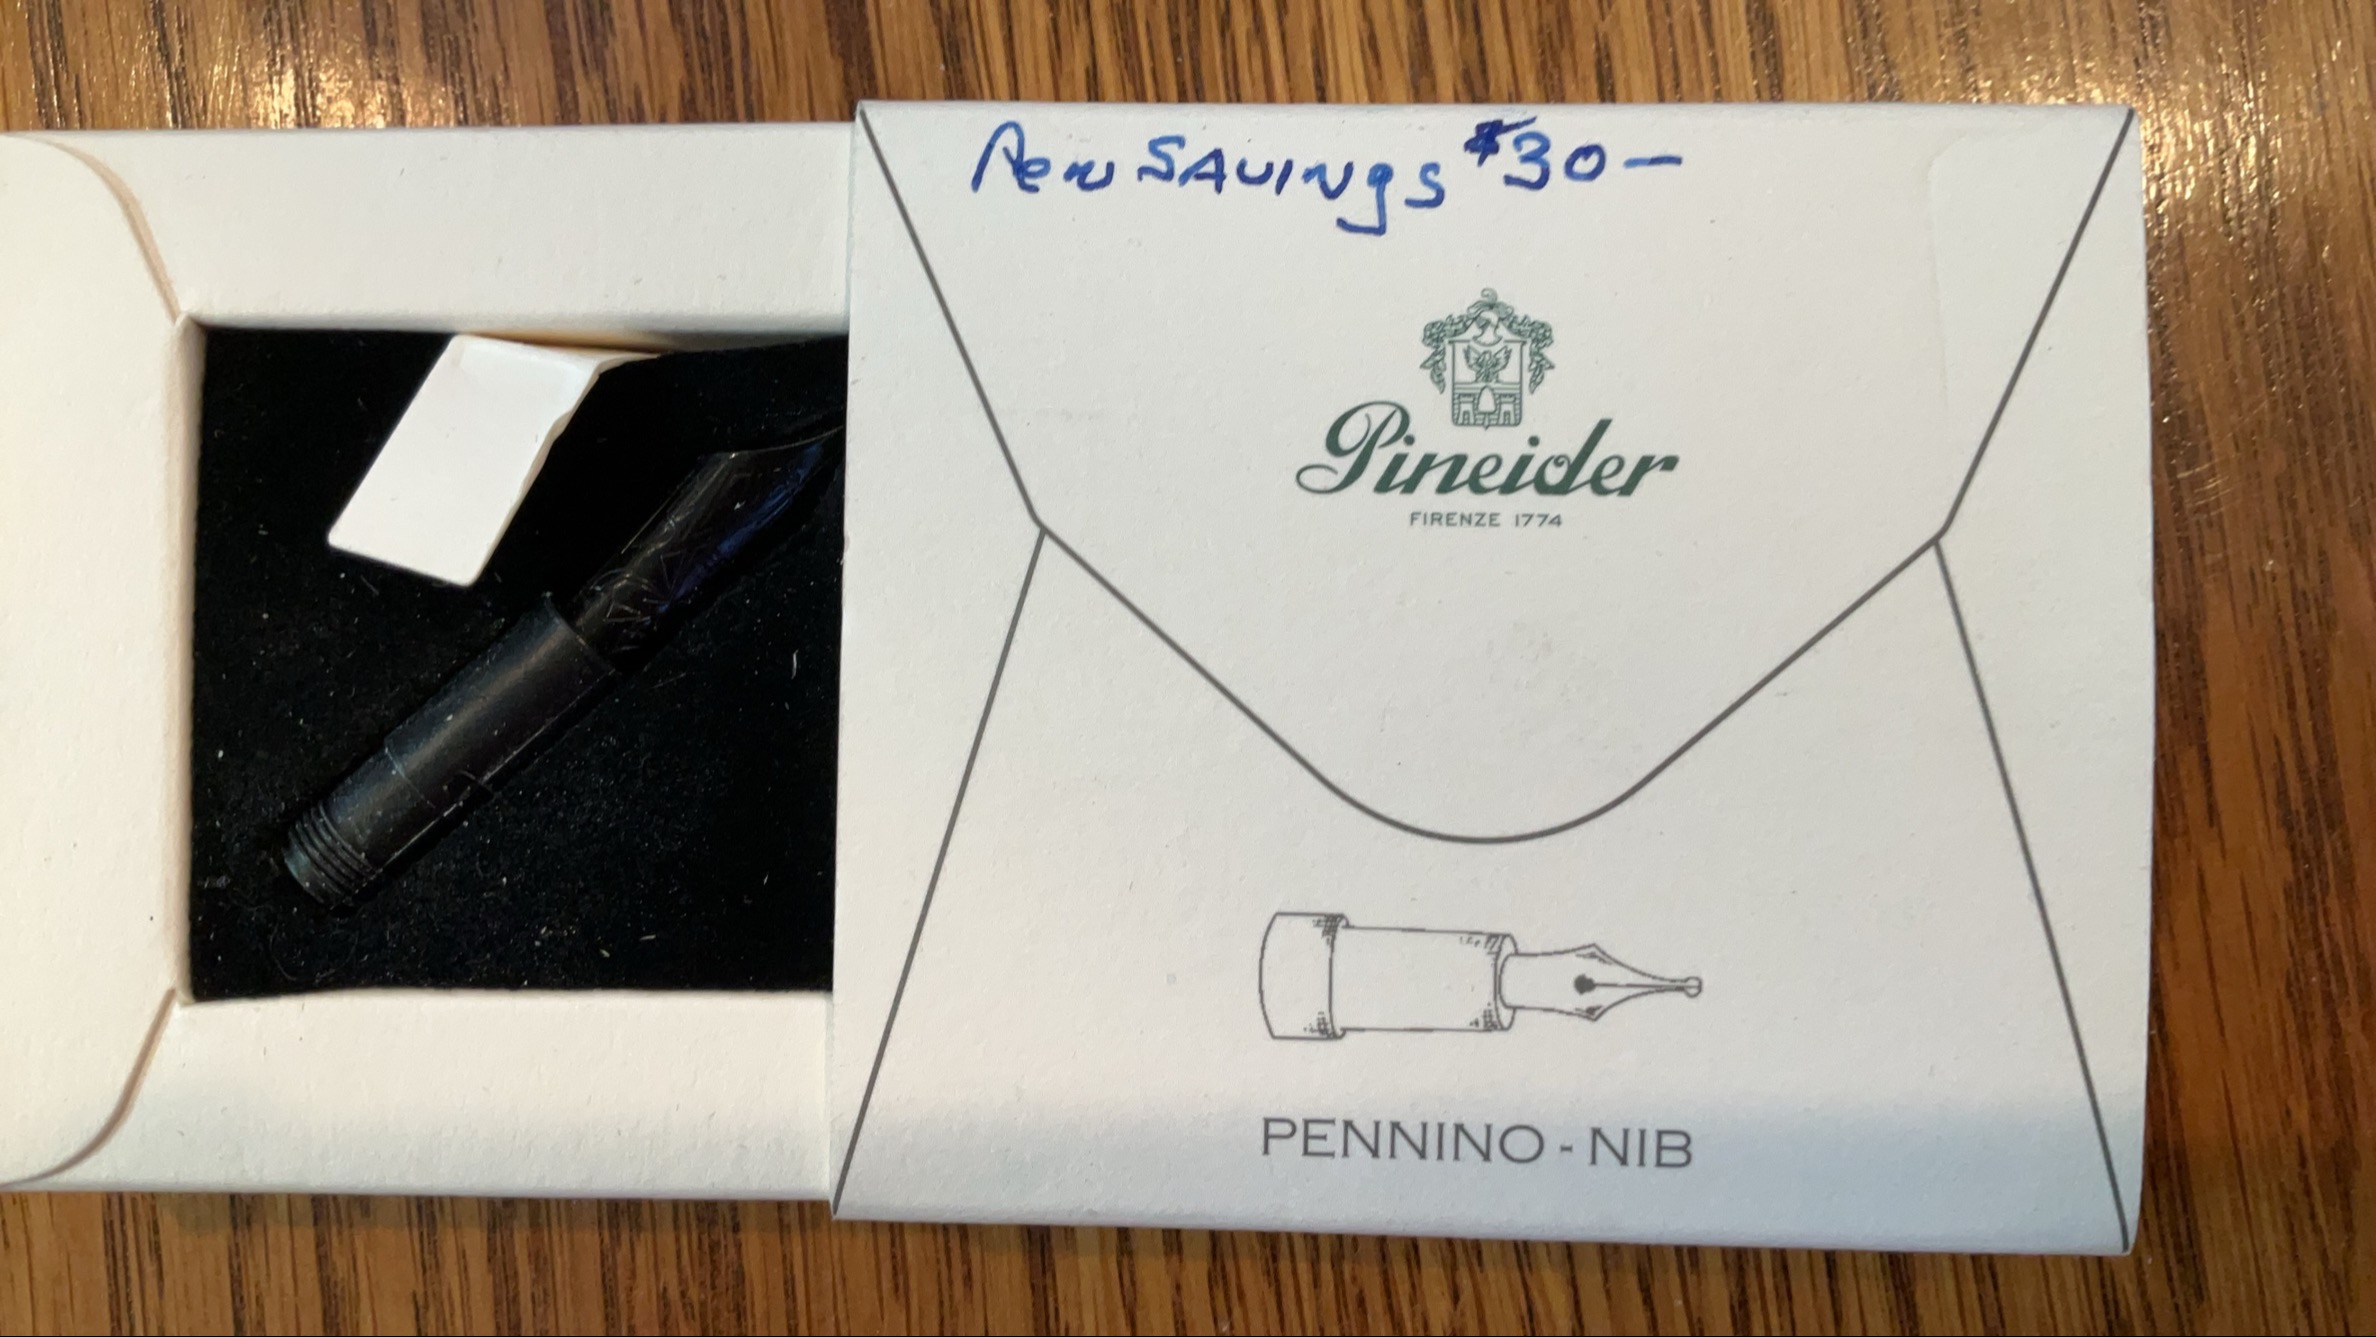 Pen SAVINgs $30-
Pineider
FIRENZE 1774
PENNINO - NIB